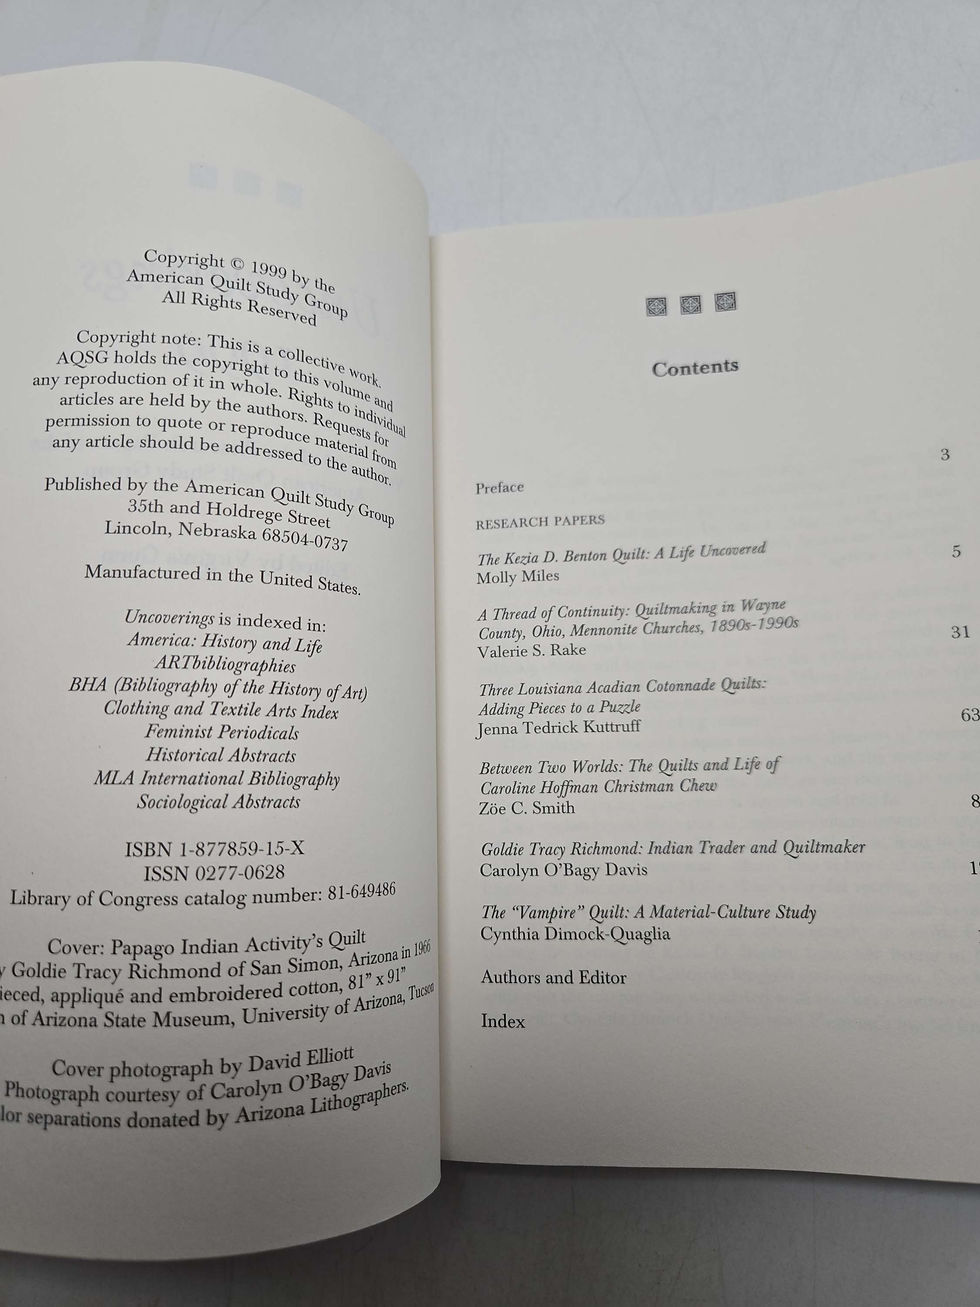 Copyright © 1999 by the
American Quilt Study Group
All Rights Reserved
Copyright note: This is a collective work.
AQSG holds the copyright to this volume and
any reproduction of it in whole. Rights to individual
articles are held by the authors. Requests for
permission to quote or reproduce material from
any article should be addressed to the author.
Published by the American Quilt Study Group
35th and Holdrege Street
Lincoln, Nebraska 68504-0737
Manufactured in the United States.
Uncoverings is indexed in:
America: History and Life
ARTbibliographies
BHA (Bibliography of the History of Art)
Clothing and Textile Arts Index
Feminist Periodicals
Historical Abstracts
MLA International Bibliography
Sociological Abstracts
ISBN 1-877859-15-X
ISSN 0277-0628
Library of Congress catalog number: 81-649486
Cover: Papago Indian Activity's Quilt
y Goldie Tracy Richmond of San Simon, Arizona in 1966
ieced, appliqué and embroidered cotton, 81" x 91"
n of Arizona State Museum, University of Arizona, Tucson
Cover photograph by David Elliott
Photograph courtesy of Carolyn O'Bagy Davis
lor separations donated by Arizona Lithographers.
Contents
Preface 3
RESEARCH PAPERS
The Kezia D. Benton Quilt: A Life Uncovered 5
Molly Miles
A Thread of Continuity: Quiltmaking in Wayne
County, Ohio, Mennonite Churches, 1890s-1990s 31
Valerie S. Rake
Three Louisiana Acadian Cotonnade Quilts:
Adding Pieces to a Puzzle 63
Jenna Tedrick Kuttruff
Between Two Worlds: The Quilts and Life of
Caroline Hoffman Christman Chew 8
Zöe C. Smith
Goldie Tracy Richmond: Indian Trader and Quiltmaker
Carolyn O'Bagy Davis
The "Vampire" Quilt: A Material-Culture Study
Cynthia Dimock-Quaglia
Authors and Editor
Index